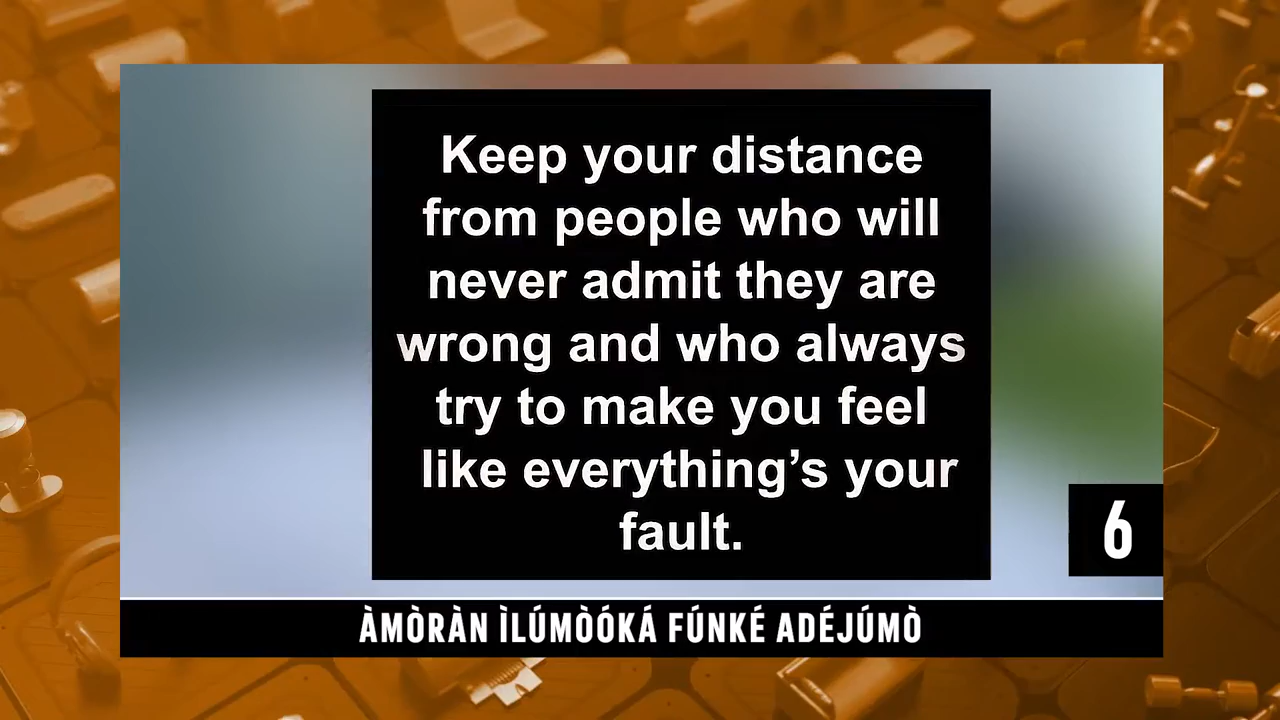 Keep your distance
from people who will
never admit they are
wrong and who always
try to make you feel
like everything’s your
fault.
6
ÀMÒRÀN ÌLÚMÒÓKÁ FÚNKÉ ADÉJÚMÒ